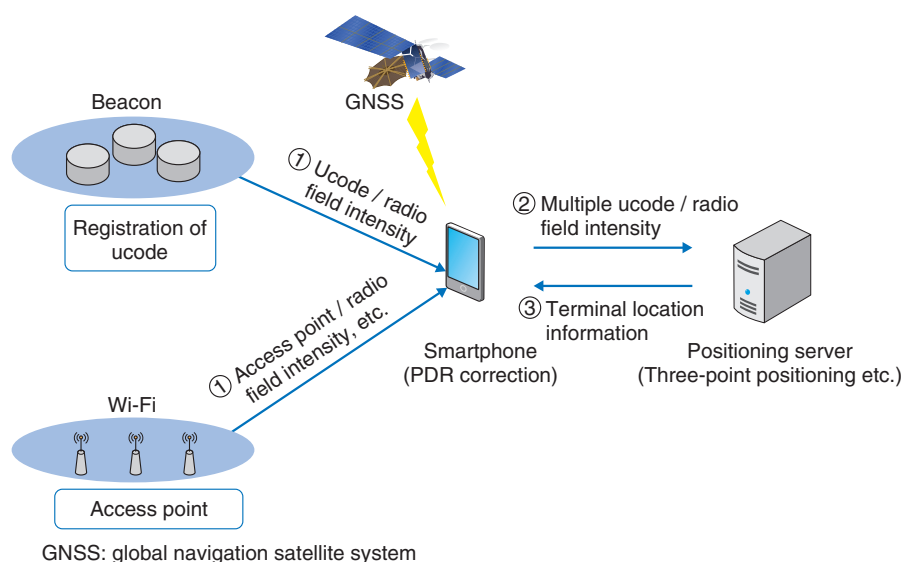 GNSS
Beacon
Registration of
ucode
① Ucode / radio
field intensity
② Multiple ucode / radio
field intensity
③ Terminal location
information
① Access point / radio
field intensity, etc.
Smartphone
(PDR correction)
Positioning server
(Three-point positioning etc.)
Wi-Fi
Access point
GNSS: global navigation satellite system